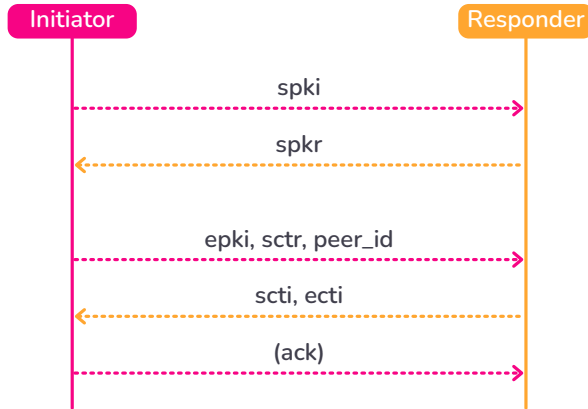 Initiator
Responder
spki
spkr
epki, sctr, peer_id
scti, ecti
(ack)